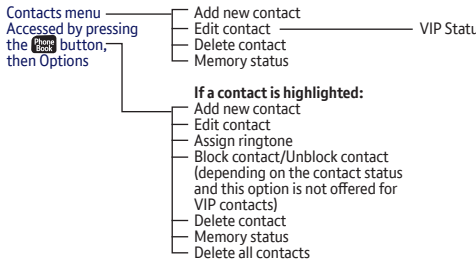 Contacts menu
Accessed by pressing
the Phone Book button,
then Options
Add new contact
Edit contact
VIP Statu
Delete contact
Memory status
If a contact is highlighted:
Add new contact
Edit contact
Assign ringtone
Block contact/Unblock contact
(depending on the contact status
and this option is not offered for
VIP contacts)
Delete contact
Memory status
Delete all contacts